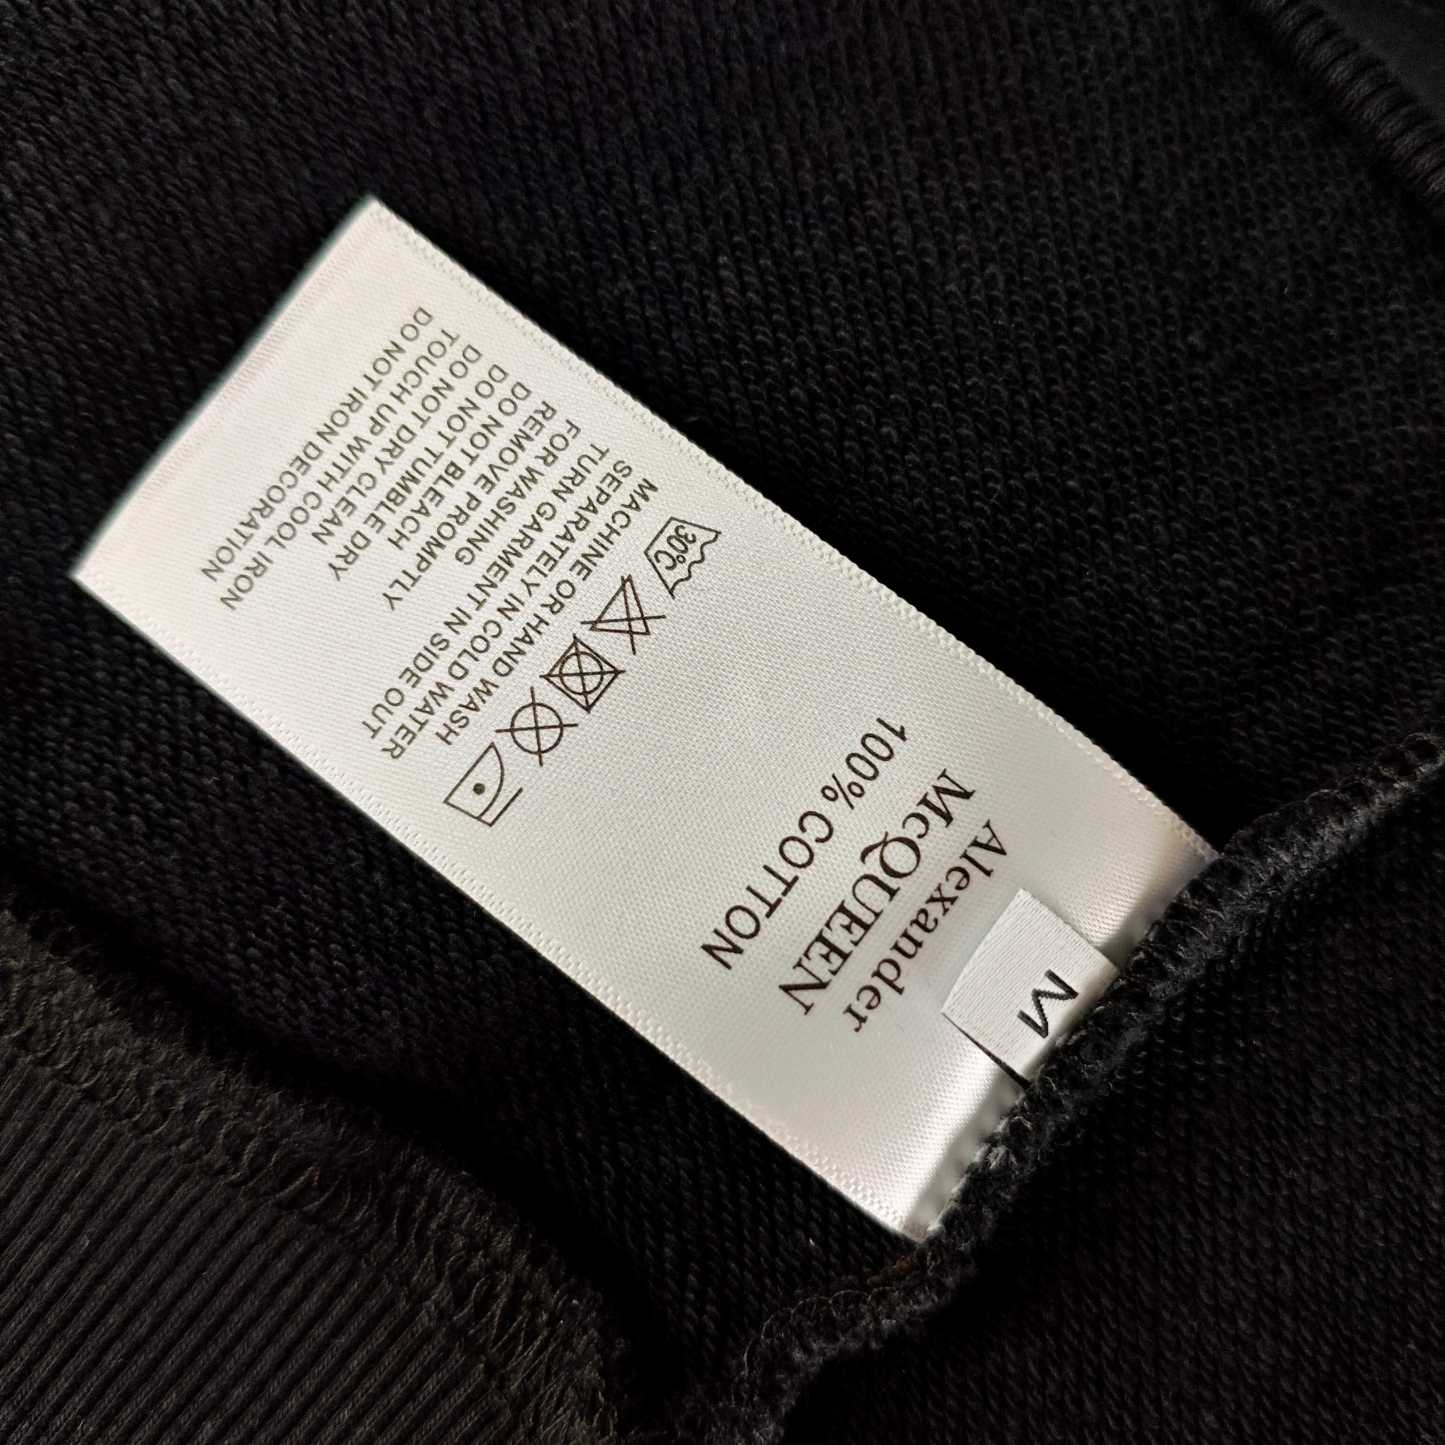 M
Alexander
McQUEEN
100% COTTON
30°C
MACHINE OR HAND WASH
SEPARATELY IN COLD WATER
TURN GARMENT IN SIDE OUT
FOR WASHING
REMOVE PROMPTLY
DO NOT BLEACH
DO NOT TUMBLE DRY
DO NOT DRY CLEAN
TOUCH UP WITH COOL IRON
DO NOT IRON DECORATION